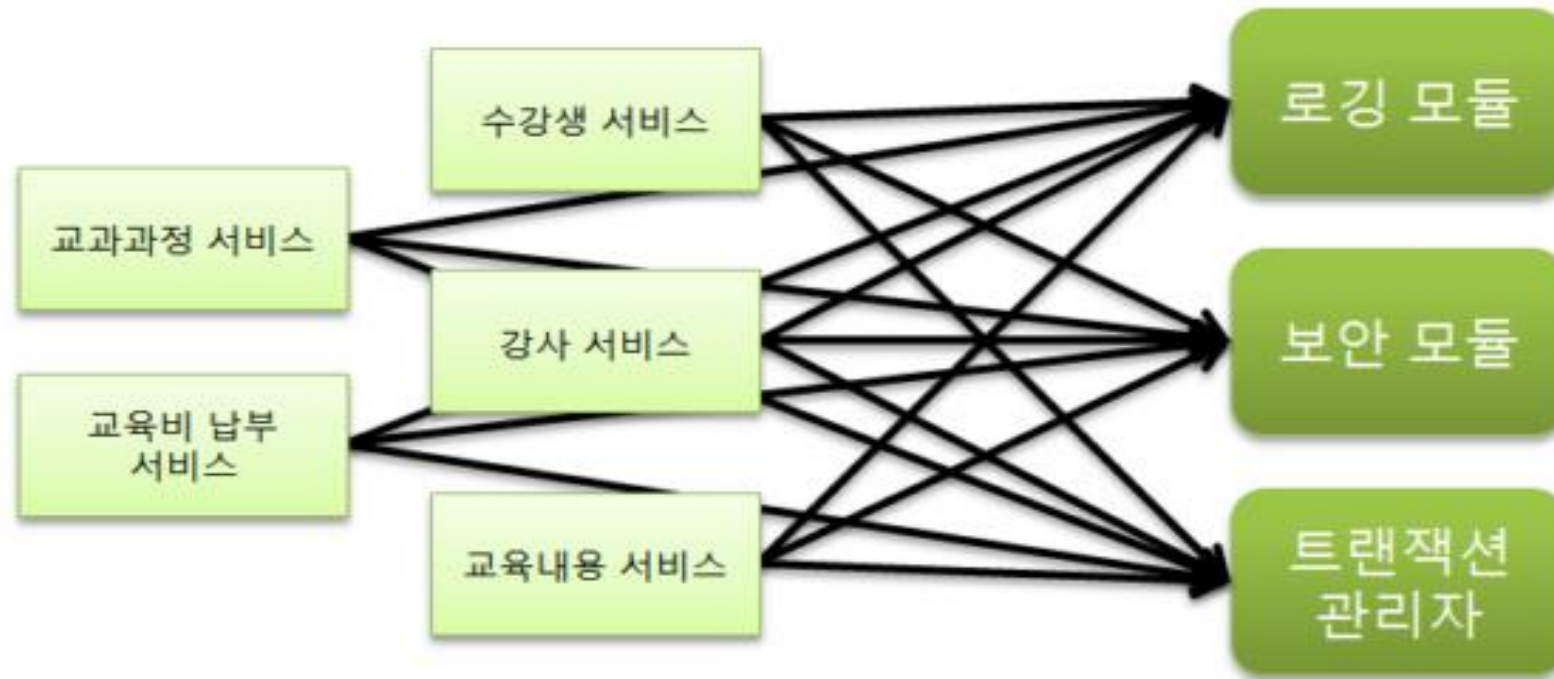 수강생 서비스
교과과정 서비스
강사 서비스
교육비 납부
서비스
교육내용 서비스
로깅 모듈
보안 모듈
트랜잭션
관리자